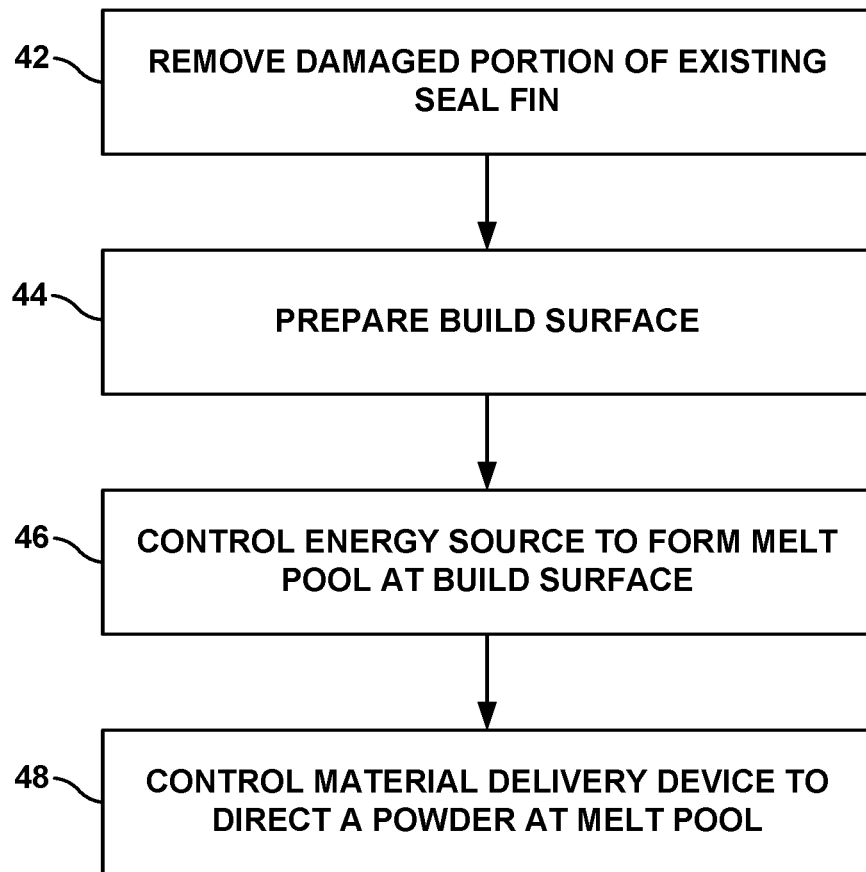 42
REMOVE DAMAGED PORTION OF EXISTING
SEAL FIN
44
PREPARE BUILD SURFACE
46
CONTROL ENERGY SOURCE TO FORM MELT
POOL AT BUILD SURFACE
48
CONTROL MATERIAL DELIVERY DEVICE TO
DIRECT A POWDER AT MELT POOL